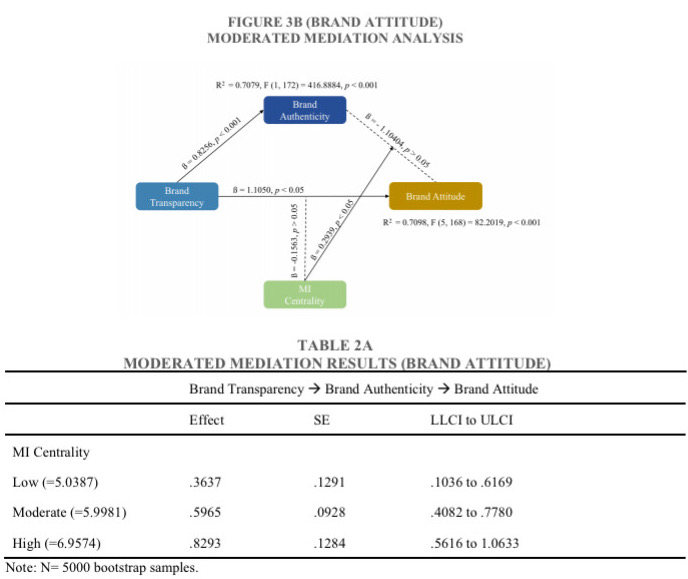 FIGURE 3B (BRAND ATTITUDE)
MODERATED MEDIATION ANALYSIS
R² = 0.7079, F (1, 172) = 416.8884, p < 0.001
Brand
Authenticity
ß = 0.8256, p < 0.001
ß = - 1.10404, p > 0.05
Brand
Transparency
ß = 1.1050, p < 0.05
Brand Attitude
R² = 0.7098, F (5, 168) = 82.2019, p < 0.001
ß = -0.1563, p > 0.05
ß = 0.2939, p < 0.05
MI
Centrality
TABLE 2A
MODERATED MEDIATION RESULTS (BRAND ATTITUDE)
Brand Transparency → Brand Authenticity → Brand Attitude
Effect SE LLCI to ULCI
MI Centrality
Low (=5.0387) .3637 .1291 .1036 to .6169
Moderate (=5.9981) .5965 .0928 .4082 to .7780
High (=6.9574) .8293 .1284 .5616 to 1.0633
Note: N= 5000 bootstrap samples.